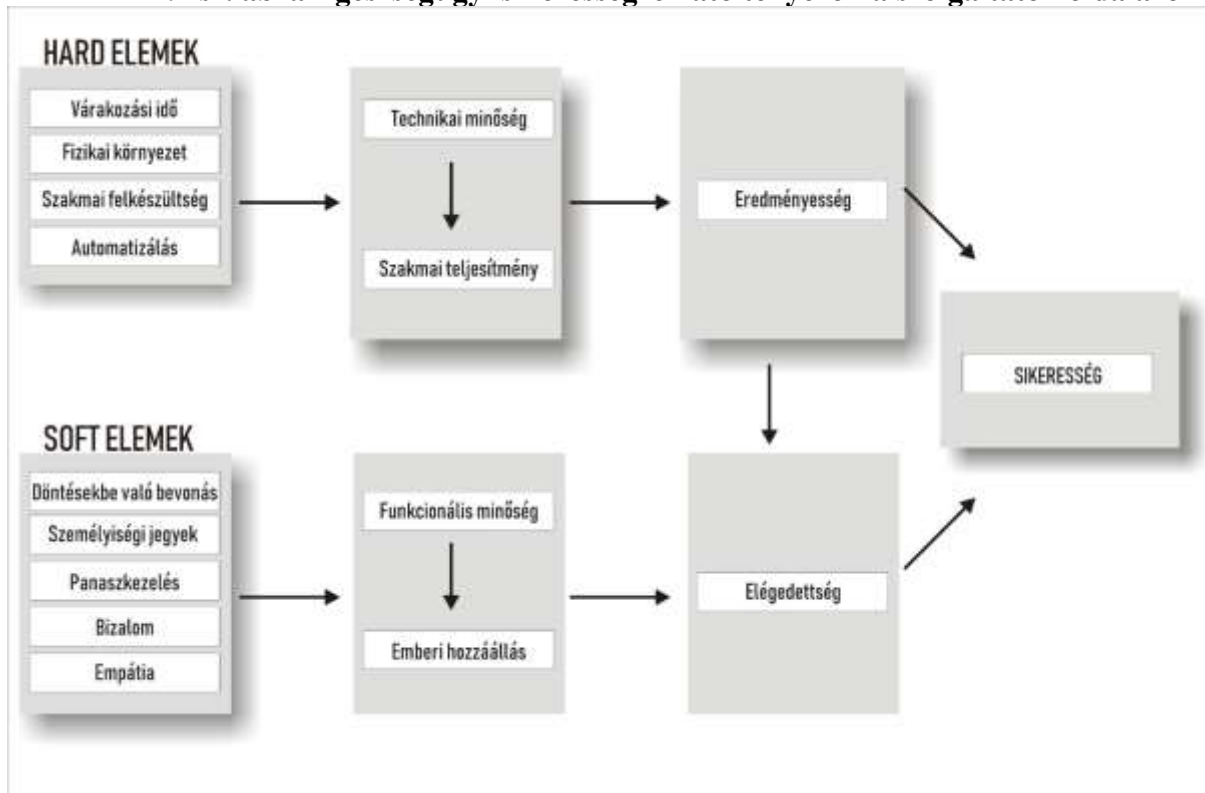 HARD ELEMEK
Várakozási idő
Fizikai környezet
Szakmai felkészültség
Automatizálás
Technikai minőség
Szakmai teljesítmény
Eredményesség
SIKERESSÉG
SOFT ELEMEK
Döntésekbe való bevonás
Személyiségi jegyek
Panaszkezelés
Bizalom
Empátia
Funkcionális minőség
Emberi hozzáállás
Elégedettség